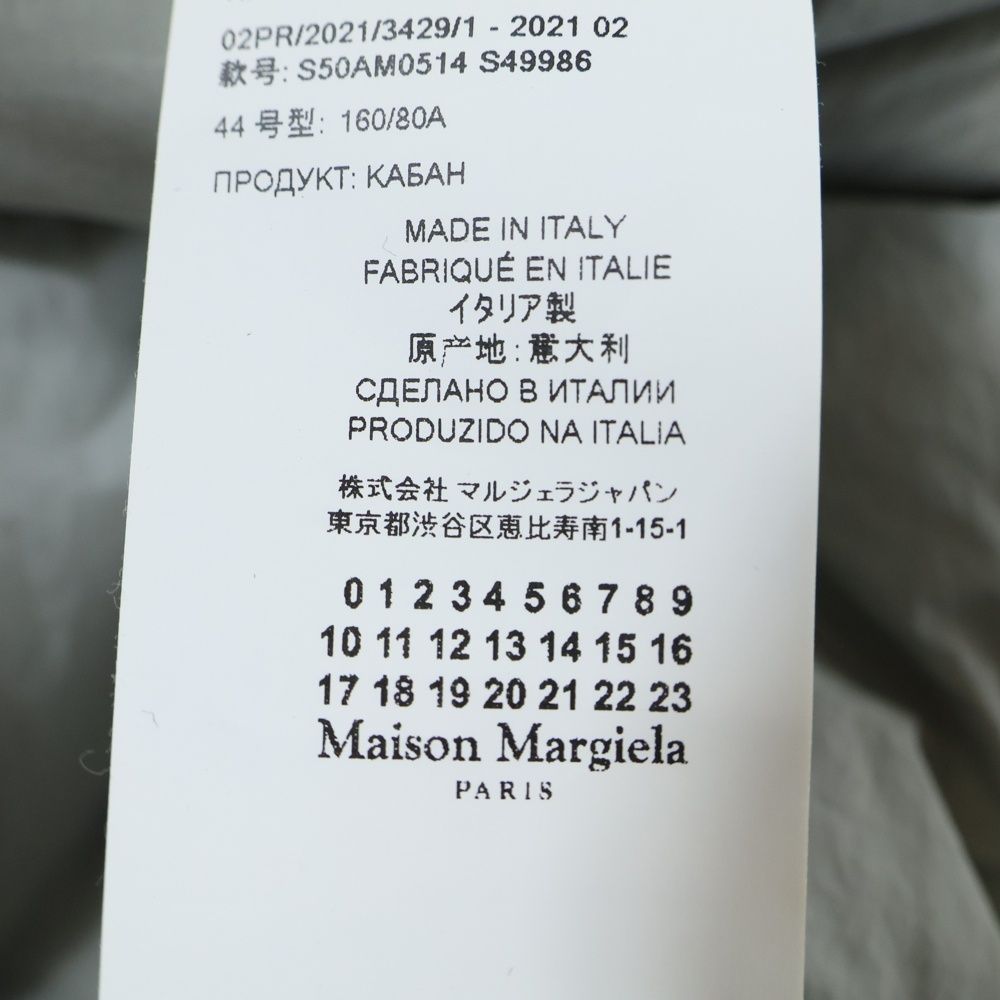 02PR/2021/3429/1 - 2021 02
款号: S50AM0514 S49986
44 号型: 160/80A
ПРОДУКТ: КАБАН
MADE IN ITALY
FABRIQUÉ EN ITALIE
イタリア製
原产地: 意大利
СДЕЛАНО В ИТАЛИИ
PRODUZIDO NA ITALIA
株式会社 マルジェラジャパン
東京都渋谷区恵比寿南1-15-1
0 1 2 3 4 5 6 7 8 9
10 11 12 13 14 15 16
17 18 19 20 21 22 23
Maison Margiela
PARIS